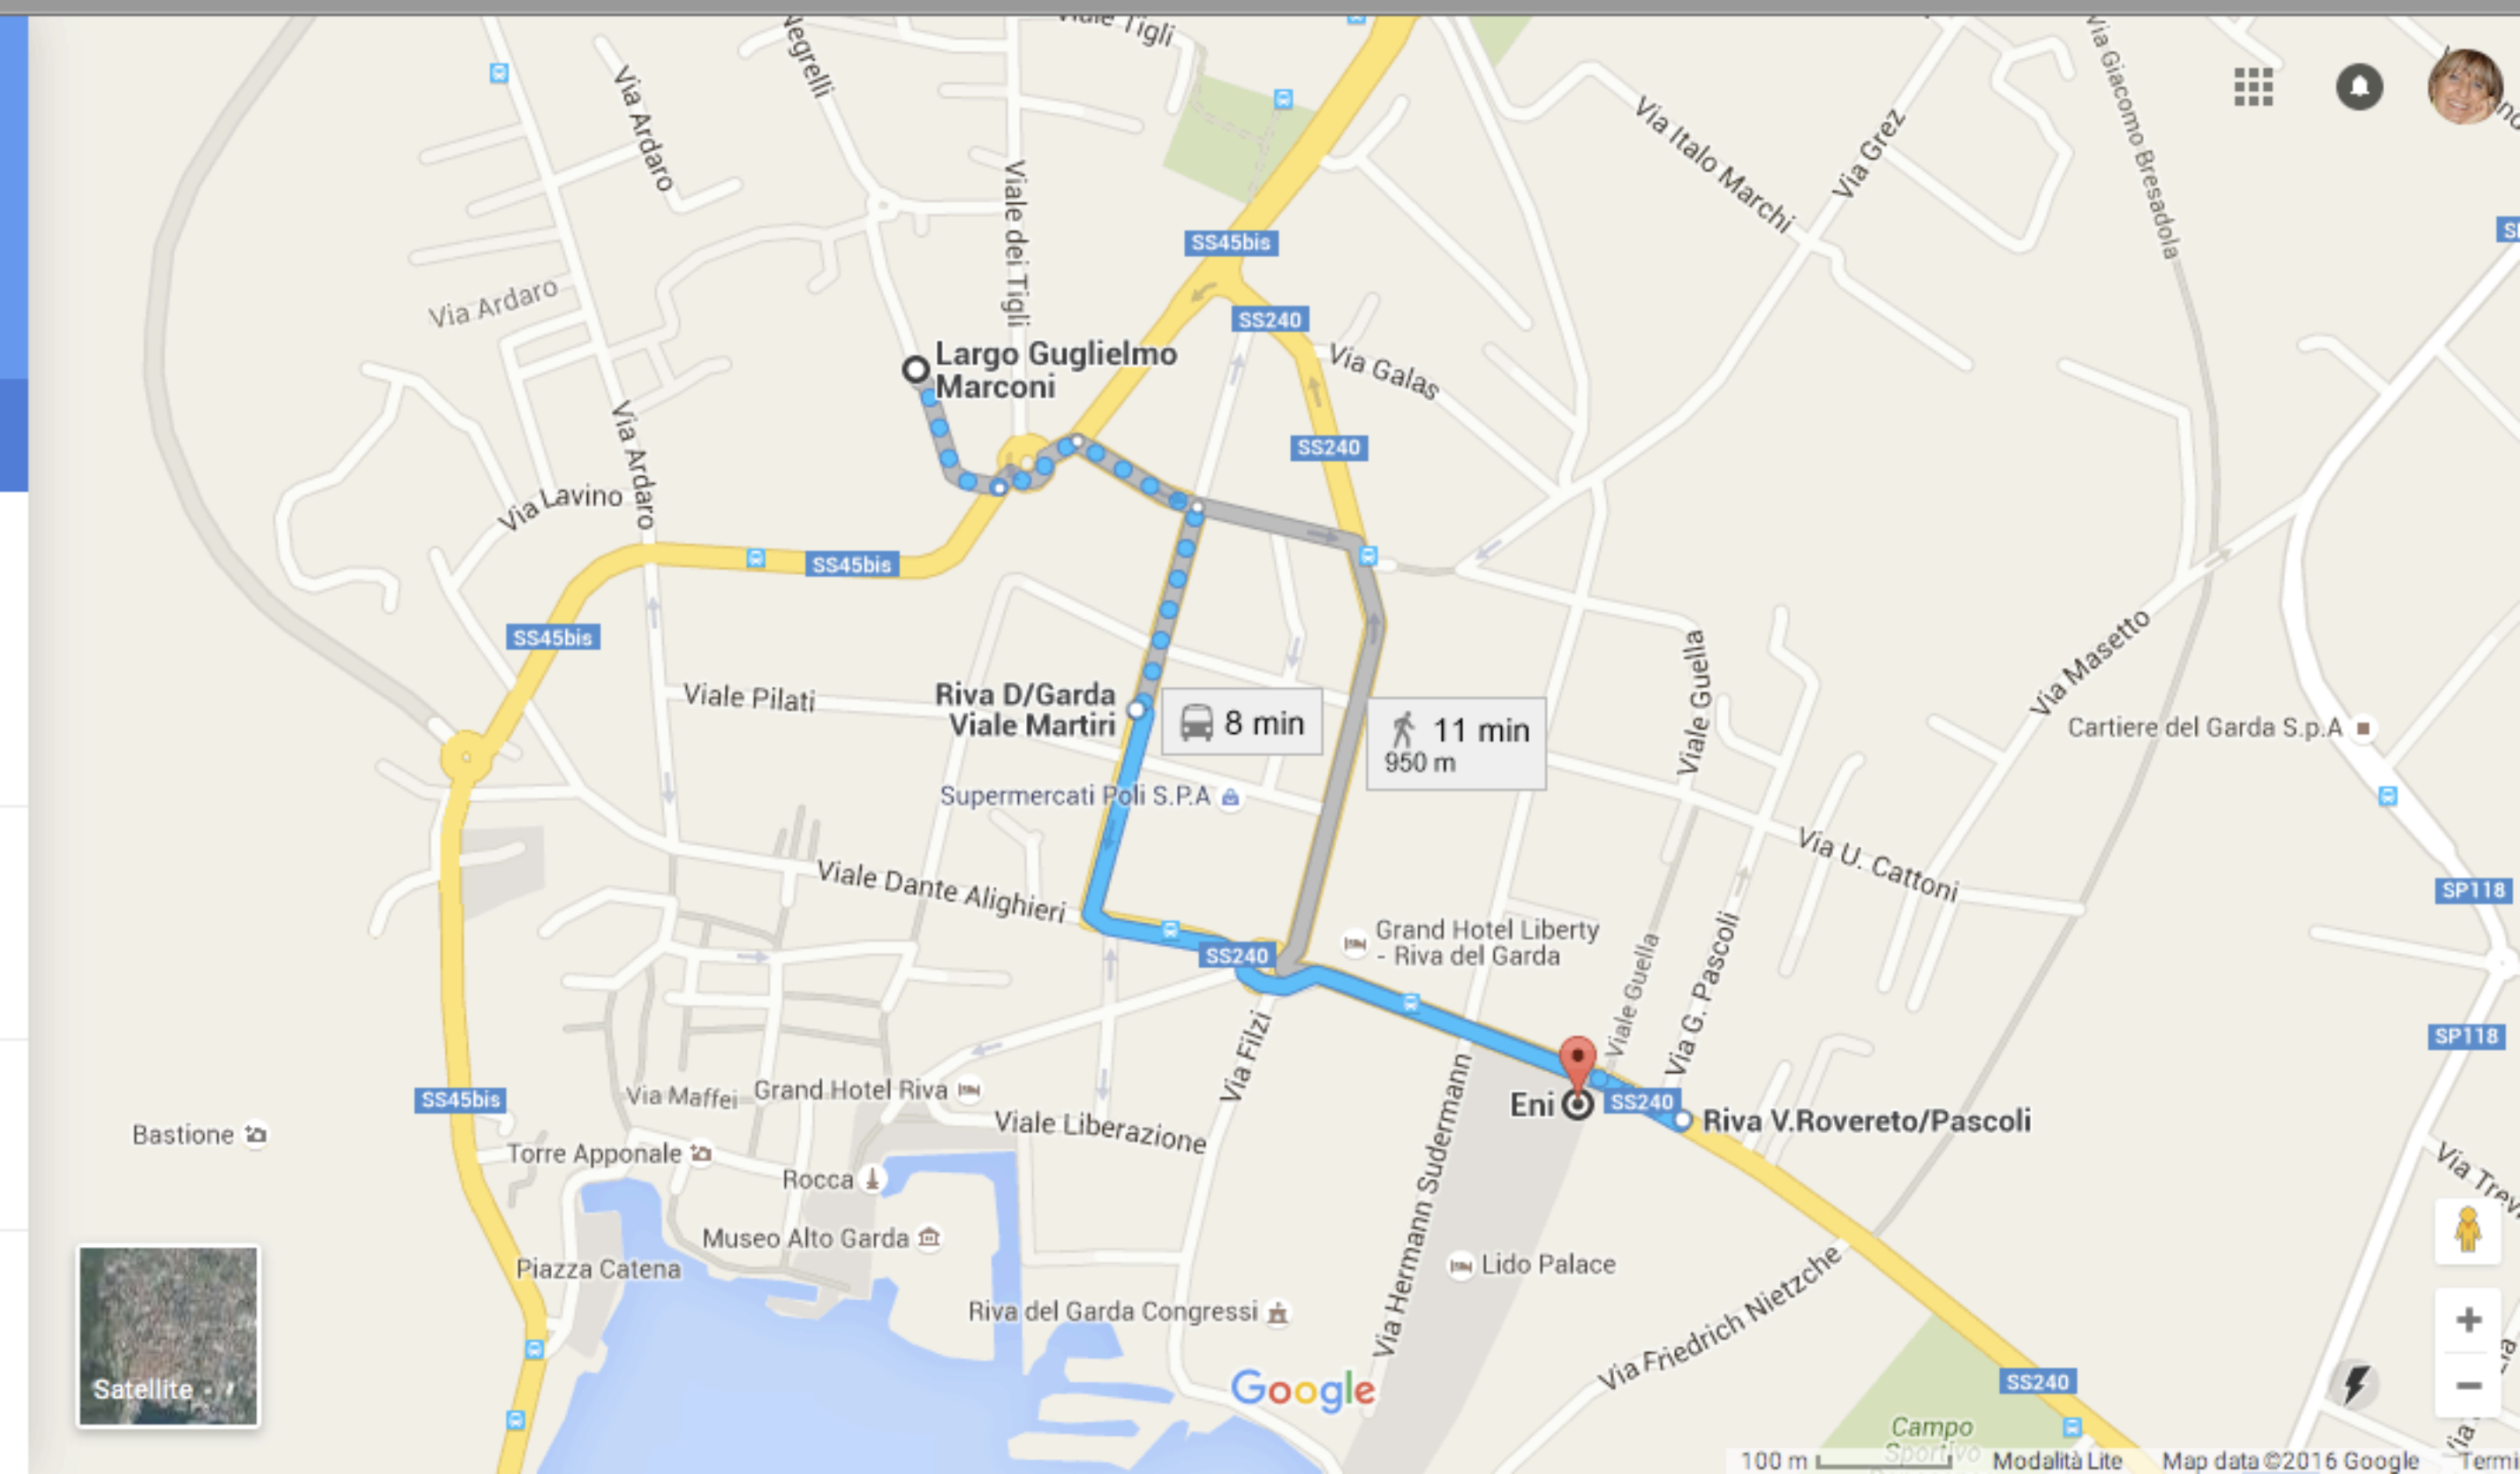 Viale Tigli
Negrelli
Via Giacomo Bresadola
Via Ardaro
Via Italo Marchi
Via Grez
Viale dei Tigli
SS45bis
Via Ardaro
SS240
Largo Guglielmo
Marconi
Via Galas
Via Ardaro
SS240
Via Lavino
SS45bis
SS45bis
Viale Guella
Via Masetto
Viale Pilati
Riva D/Garda
Viale Martiri
8 min
11 min
950 m
Cartiere del Garda S.p.A
Supermercati Poli S.P.A
Via U. Cattoni
Viale Dante Alighieri
SP118
Grand Hotel Liberty
- Riva del Garda
SS240
Viale Guella
Via G. Pascoli
SP118
Via Filzi
SS45bis
Via Maffei
Grand Hotel Riva
Eni
SS240
Riva V.Rovereto/Pascoli
Bastione
Viale Liberazione
Torre Apponale
Rocca
Via Hermann Sudermann
Museo Alto Garda
Piazza Catena
Lido Palace
Riva del Garda Congressi
Via Friedrich Nietzche
Satellite
Google
SS240
Campo
Sportivo
100 m
Modalità Lite
Map data ©2016 Google